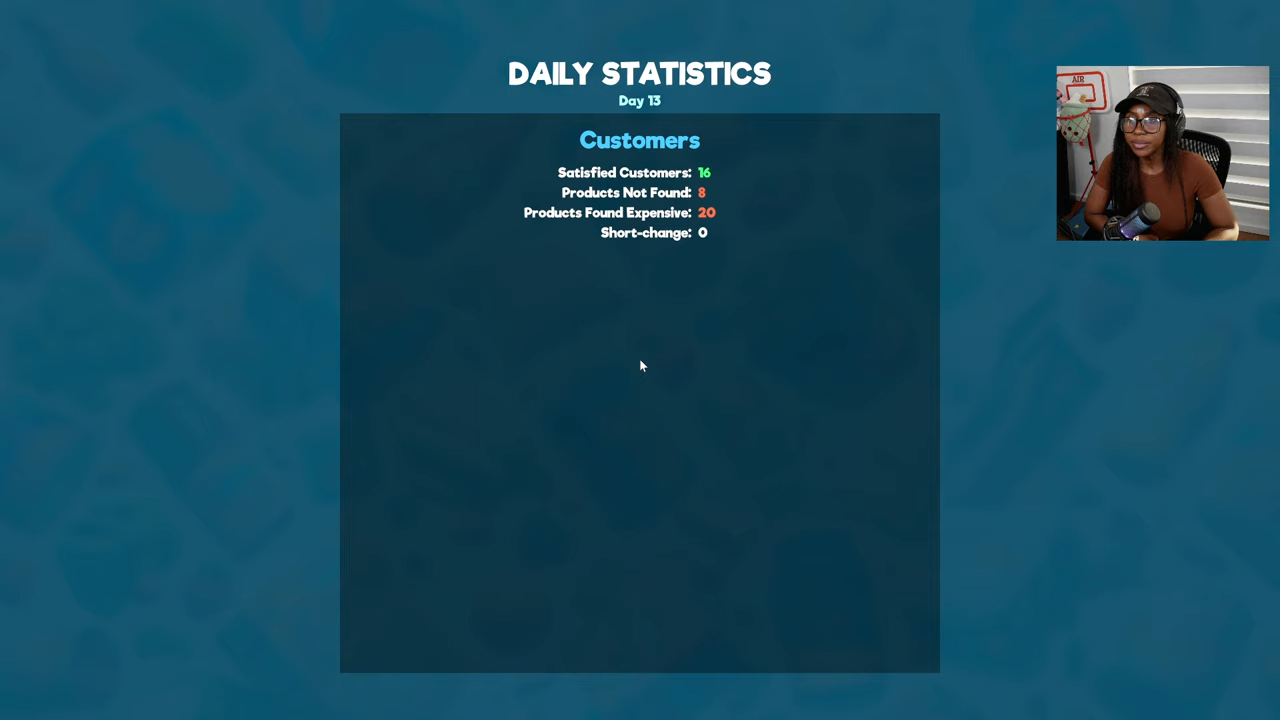 DAILY STATISTICS
Day 13
Customers
Satisfied Customers: 16
Products Not Found: 8
Products Found Expensive: 20
Short-change: 0
AIR